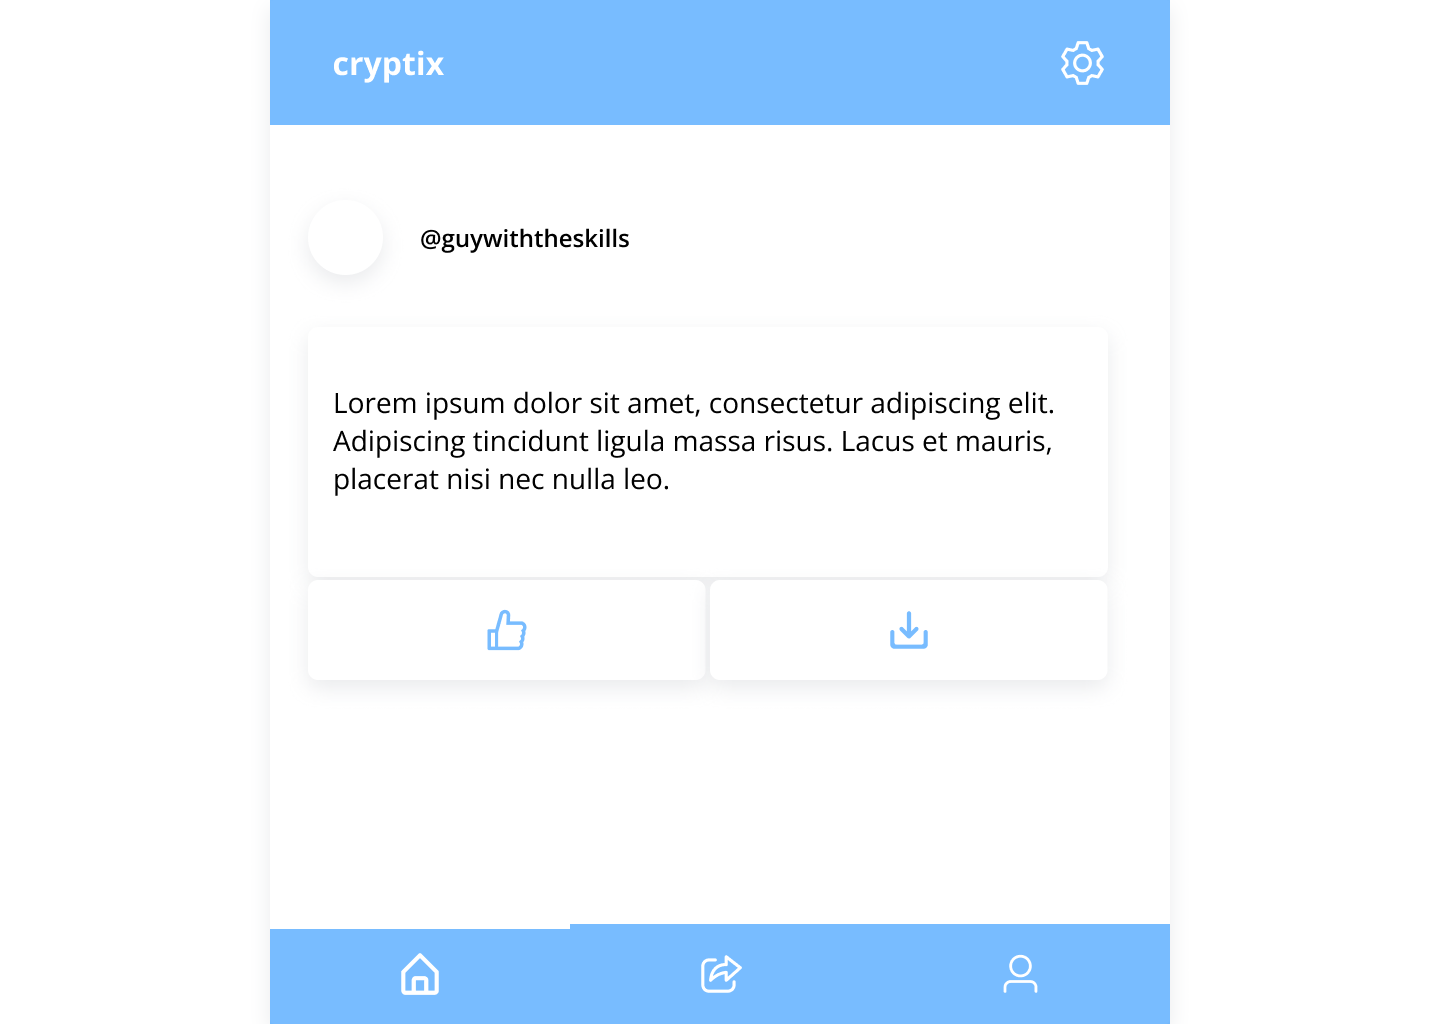 cryptix
@guywiththeskills
Lorem ipsum dolor sit amet, consectetur adipiscing elit.
Adipiscing tincidunt ligula massa risus. Lacus et mauris,
placerat nisi nec nulla leo.